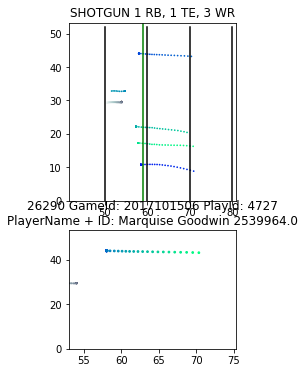 SHOTGUN 1 RB, 1 TE, 3 WR
50
40
30
20
10
0
50 60 70 80
26290 GameId: 2017101506 PlayId: 4727
PlayerName + ID: Marquise Goodwin 2539964.0
40
20
0
55 60 65 70 75